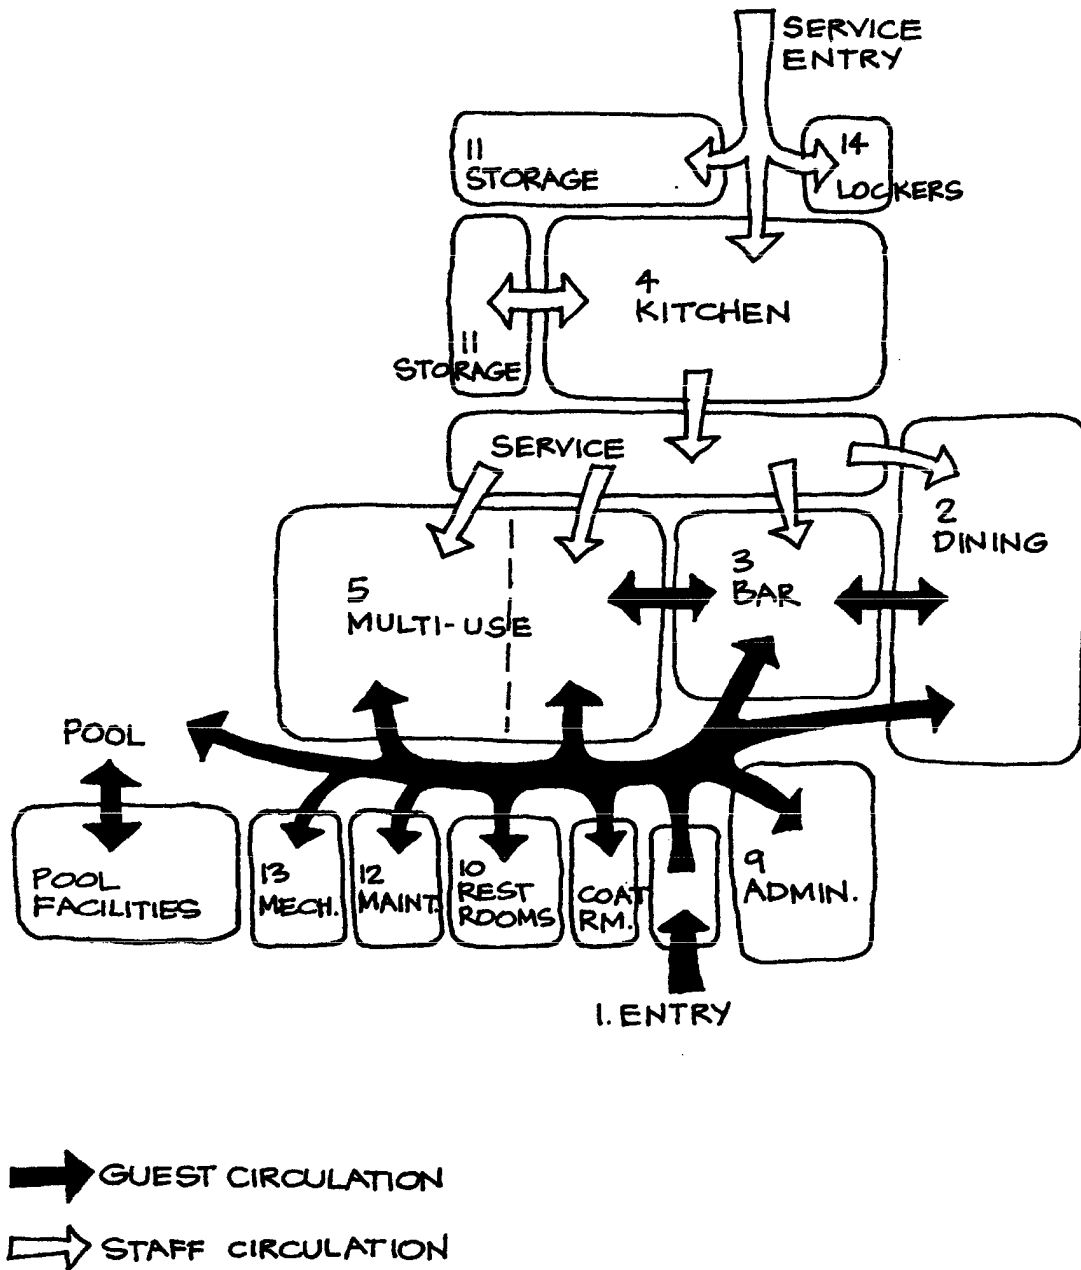 SERVICE
ENTRY
11
STORAGE
14
LOCKERS
4
KITCHEN
11
STORAGE
SERVICE
2
DINING
3
BAR
5
MULTI-USE
POOL
POOL
FACILITIES
13
MECH.
12
MAINT.
10
REST
ROOMS
COAT
RM.
9
ADMIN.
1. ENTRY
GUEST CIRCULATION
STAFF CIRCULATION